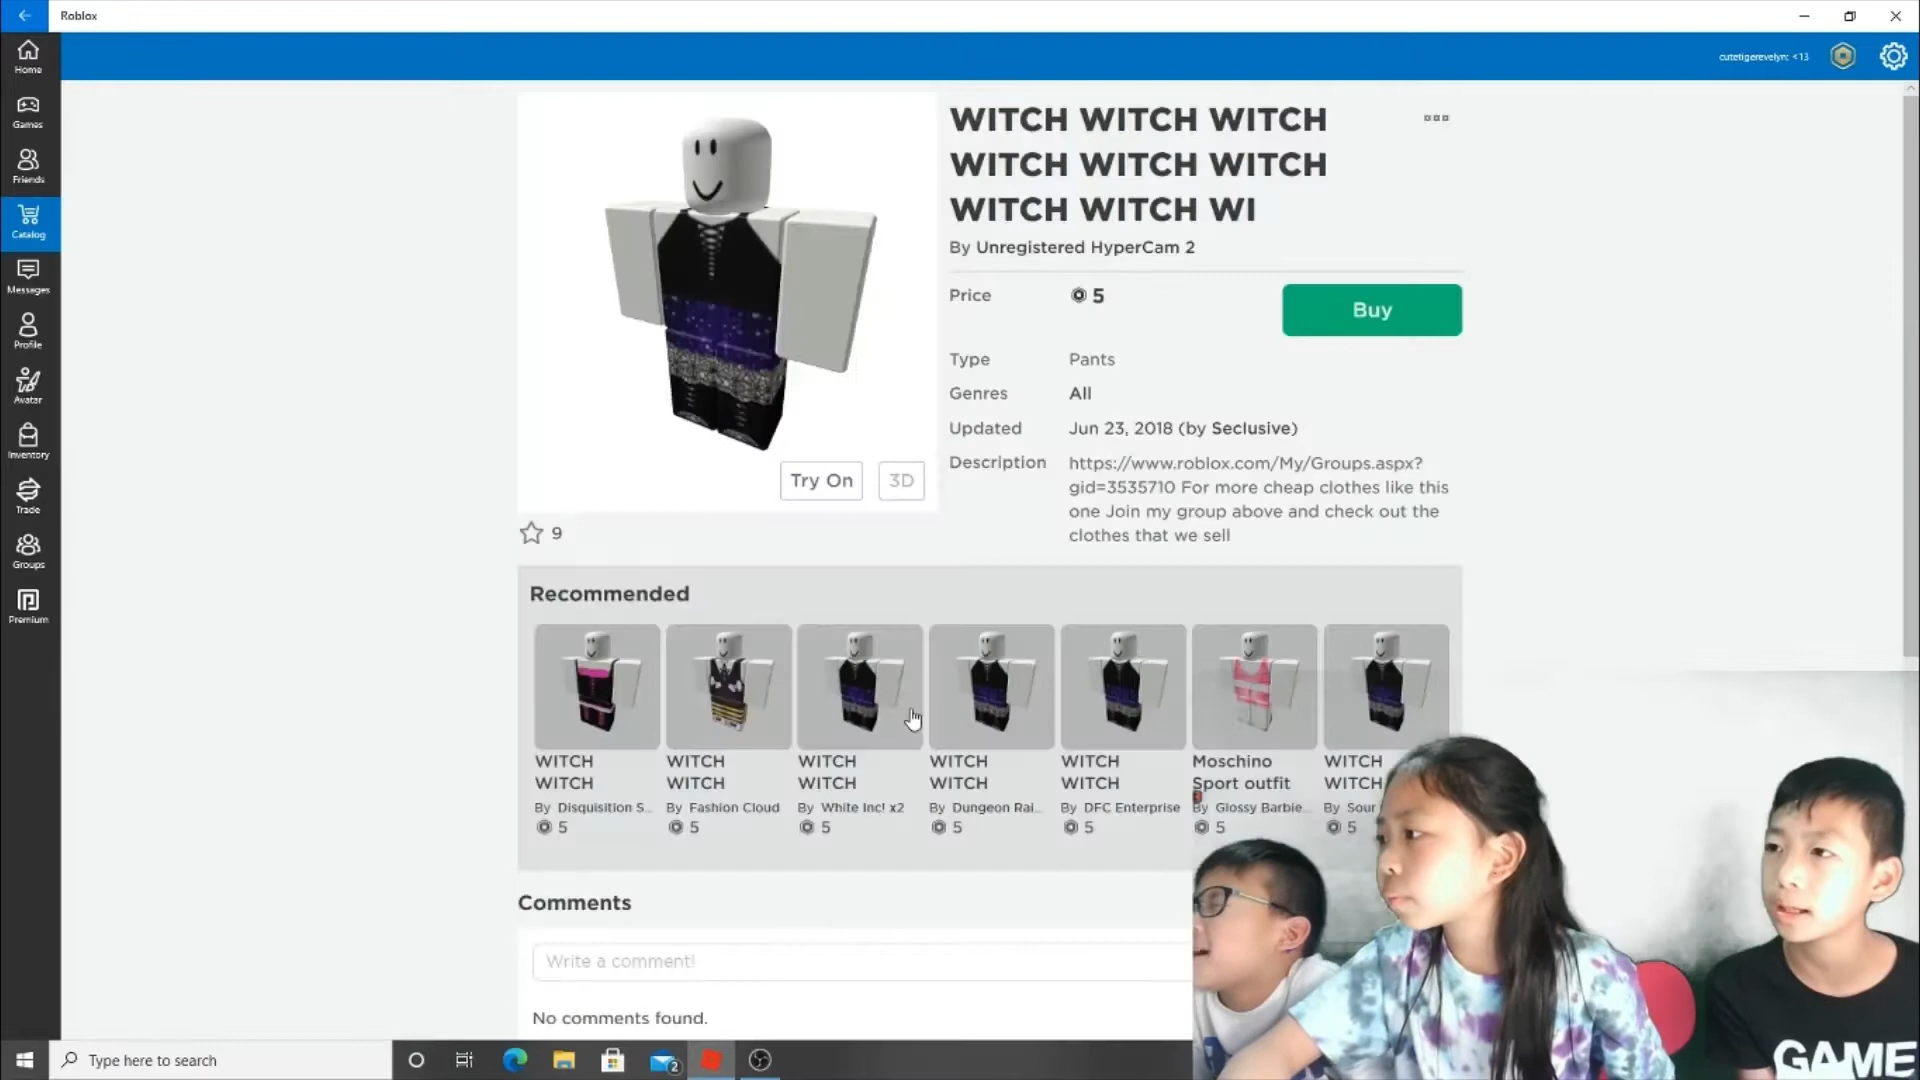 Roblox
cutetigerevelyn: <13
Home
Games
Friends
Catalog
Messages
Profile
Avatar
Inventory
Trade
Groups
Premium
WITCH WITCH WITCH
WITCH WITCH WITCH
WITCH WITCH WI
By Unregistered HyperCam 2
Price 5
Buy
Type Pants
Genres All
Updated Jun 23, 2018 (by Seclusive)
Description https://www.roblox.com/My/Groups.aspx?
gid=3535710 For more cheap clothes like this
one Join my group above and check out the
clothes that we sell
Try On 3D
9
Recommended
WITCH
WITCH
By Disquisition S...
5
WITCH
WITCH
By Fashion Cloud
5
WITCH
WITCH
By White Inc! x2
5
WITCH
WITCH
By Dungeon Rai...
5
WITCH
WITCH
By DFC Enterprise
5
Moschino
Sport outfit
By Glossy Barbie...
5
WITCH
WITCH
By Sour
5
Comments
Write a comment!
No comments found.
Type here to search
2
GAME